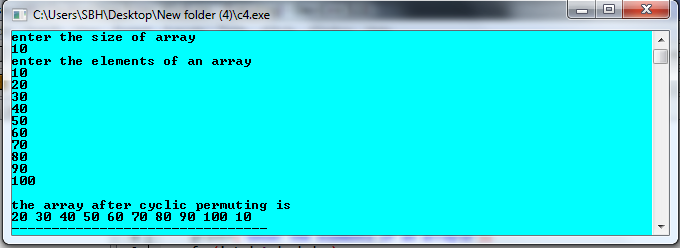 C:\Users\SBH\Desktop\New folder (4)\c4.exe
enter the size of array
10
enter the elements of an array
10
20
30
40
50
60
70
80
90
100
the array after cyclic permuting is
20 30 40 50 60 70 80 90 100 10
--------------------------------